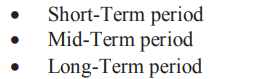 • Short-Term period
• Mid-Term period
• Long-Term period